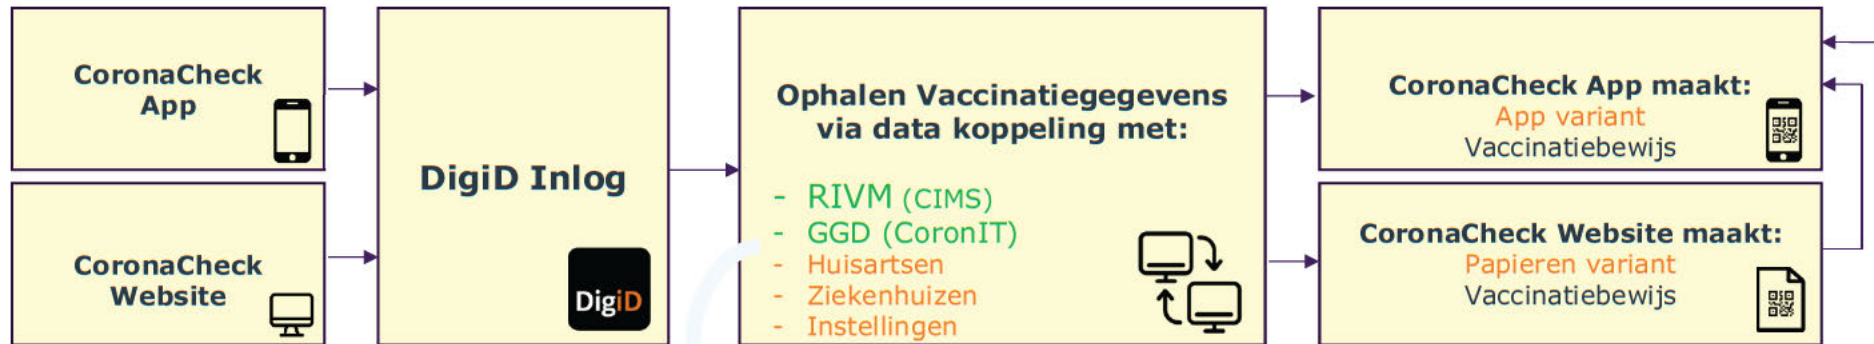 CoronaCheck
App
CoronaCheck
Website
DigiD Inlog
DigiD
Ophalen Vaccinatiegegevens
via data koppeling met:
- RIVM (CIMS)
- GGD (CoronIT)
- Huisartsen
- Ziekenhuizen
- Instellingen
CoronaCheck App maakt:
App variant
Vaccinatiebewijs
CoronaCheck Website maakt:
Papieren variant
Vaccinatiebewijs